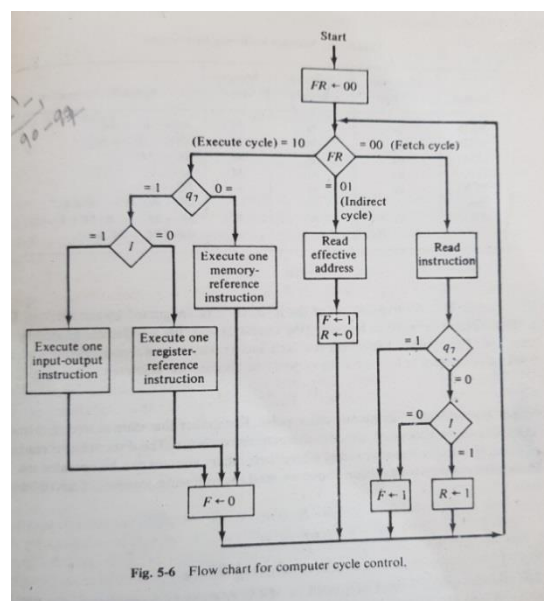 Start
FR ← 00
(Execute cycle) = 10
FR
= 00 (Fetch cycle)
= 01
(Indirect
cycle)
= 1
q₇
0 =
= 1
I
= 0
Execute one
memory-
reference
instruction
Read
effective
address
Read
instruction
Execute one
input-output
instruction
Execute one
register-
reference
instruction
F ← 1
R ← 0
= 1
q₇
= 0
= 0
I
= 1
F ← 0
F ← 1
R ← 1
Fig. 5-6 Flow chart for computer cycle control.